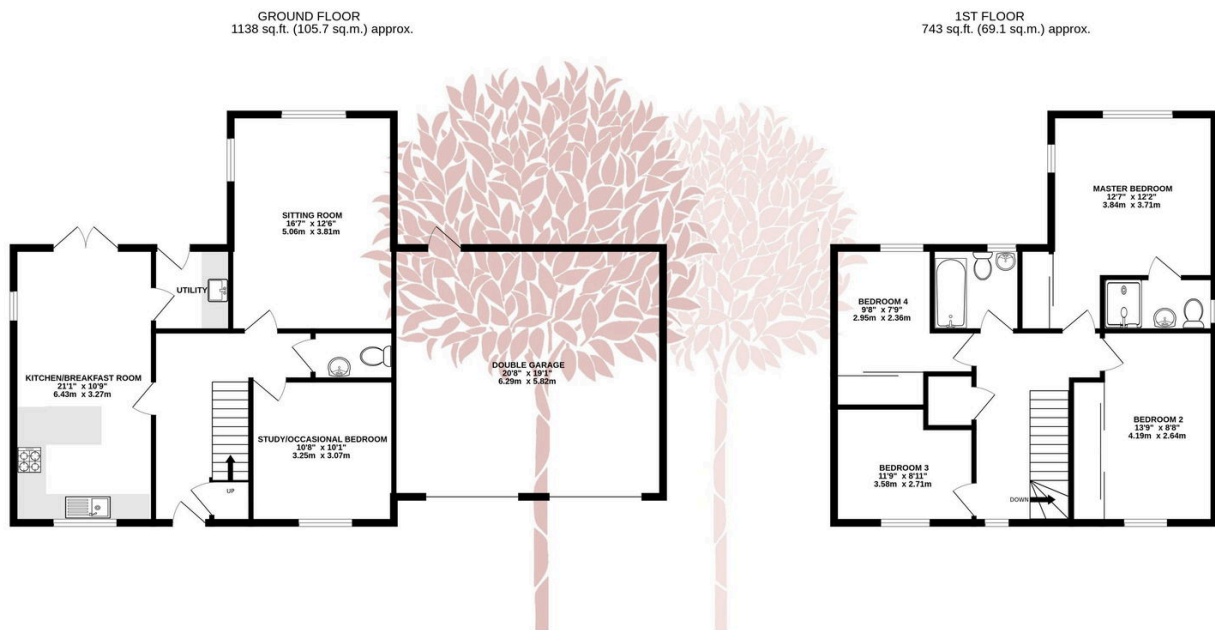 GROUND FLOOR
1138 sq.ft. (105.7 sq.m.) approx.
SITTING ROOM
16'7" x 12'6"
5.06m x 3.81m
UTILITY
KITCHEN/BREAKFAST ROOM
21'1" x 10'9"
6.43m x 3.27m
DOUBLE GARAGE
20'8" x 19'1"
6.29m x 5.82m
STUDY/OCCASIONAL BEDROOM
10'8" x 10'1"
3.25m x 3.07m
UP
1ST FLOOR
743 sq.ft. (69.1 sq.m.) approx.
MASTER BEDROOM
12'7" x 12'2"
3.84m x 3.71m
BEDROOM 4
9'8" x 7'9"
2.95m x 2.36m
BEDROOM 2
13'9" x 8'8"
4.19m x 2.64m
BEDROOM 3
11'9" x 8'11"
3.58m x 2.71m
DOWN